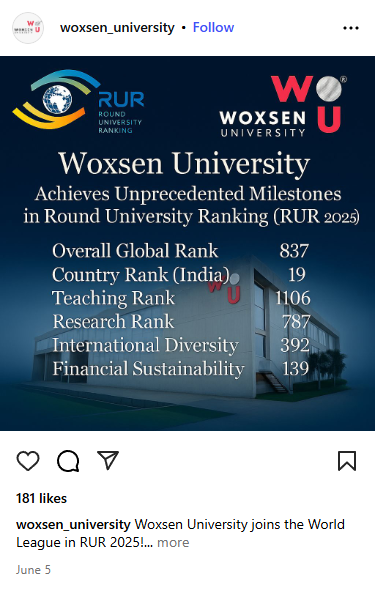 woxsen_university • Follow
RUR
ROUND
UNIVERSITY
RANKING
WOXSEN
UNIVERSITY
WOU®
Woxsen University
Achieves Unprecedented Milestones
in Round University Ranking (RUR 2025)
Overall Global Rank 837
Country Rank (India) 19
Teaching Rank 1106
Research Rank 787
International Diversity 392
Financial Sustainability 139
181 likes
woxsen_university Woxsen University joins the World
League in RUR 2025!... more
June 5